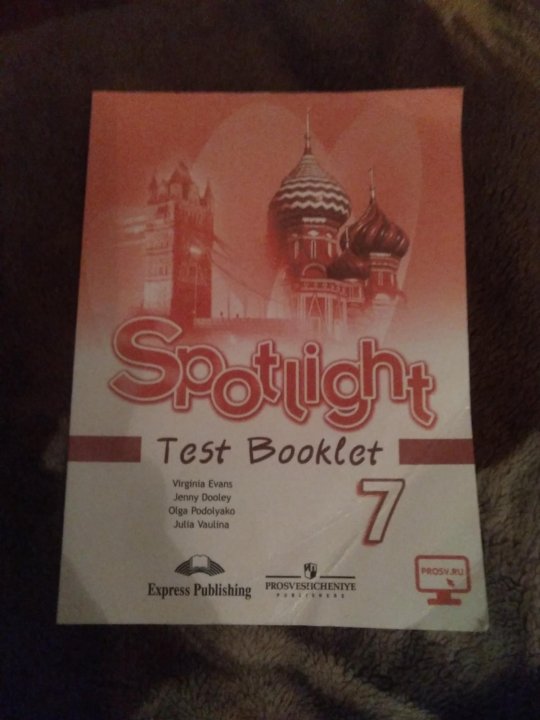 Spotlight
Test Booklet
Virginia Evans
Jenny Dooley
Olga Podolyako
Julia Vaulina
7
Express Publishing
PROSVESHCHENIYE
PUBLISHERS
PROSV.RU